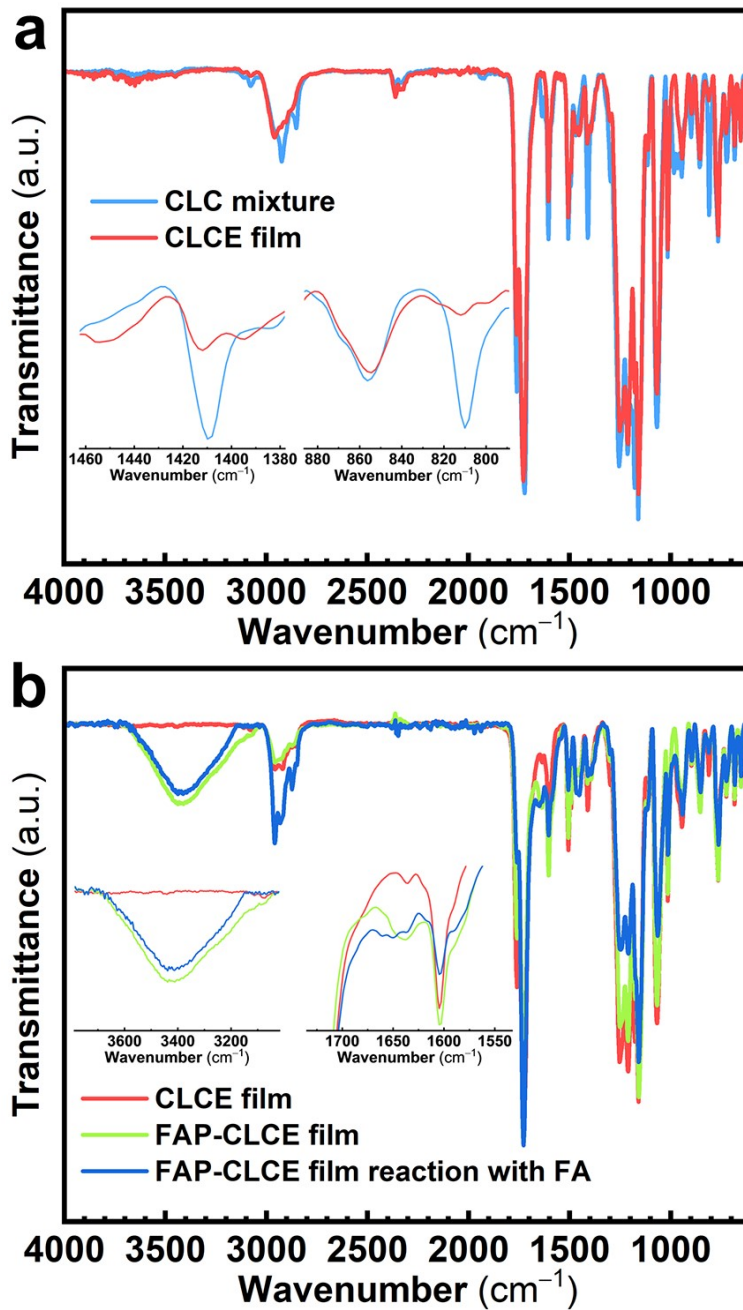 a
Transmittance (a.u.)
CLC mixture
CLCE film
1460 1440 1420 1400 1380
Wavenumber (cm⁻¹)
880 860 840 820 800
Wavenumber (cm⁻¹)
4000 3500 3000 2500 2000 1500 1000
Wavenumber (cm⁻¹)
b
Transmittance (a.u.)
3600 3400 3200
Wavenumber (cm⁻¹)
1700 1650 1600 1550
Wavenumber (cm⁻¹)
CLCE film
FAP-CLCE film
FAP-CLCE film reaction with FA
4000 3500 3000 2500 2000 1500 1000
Wavenumber (cm⁻¹)